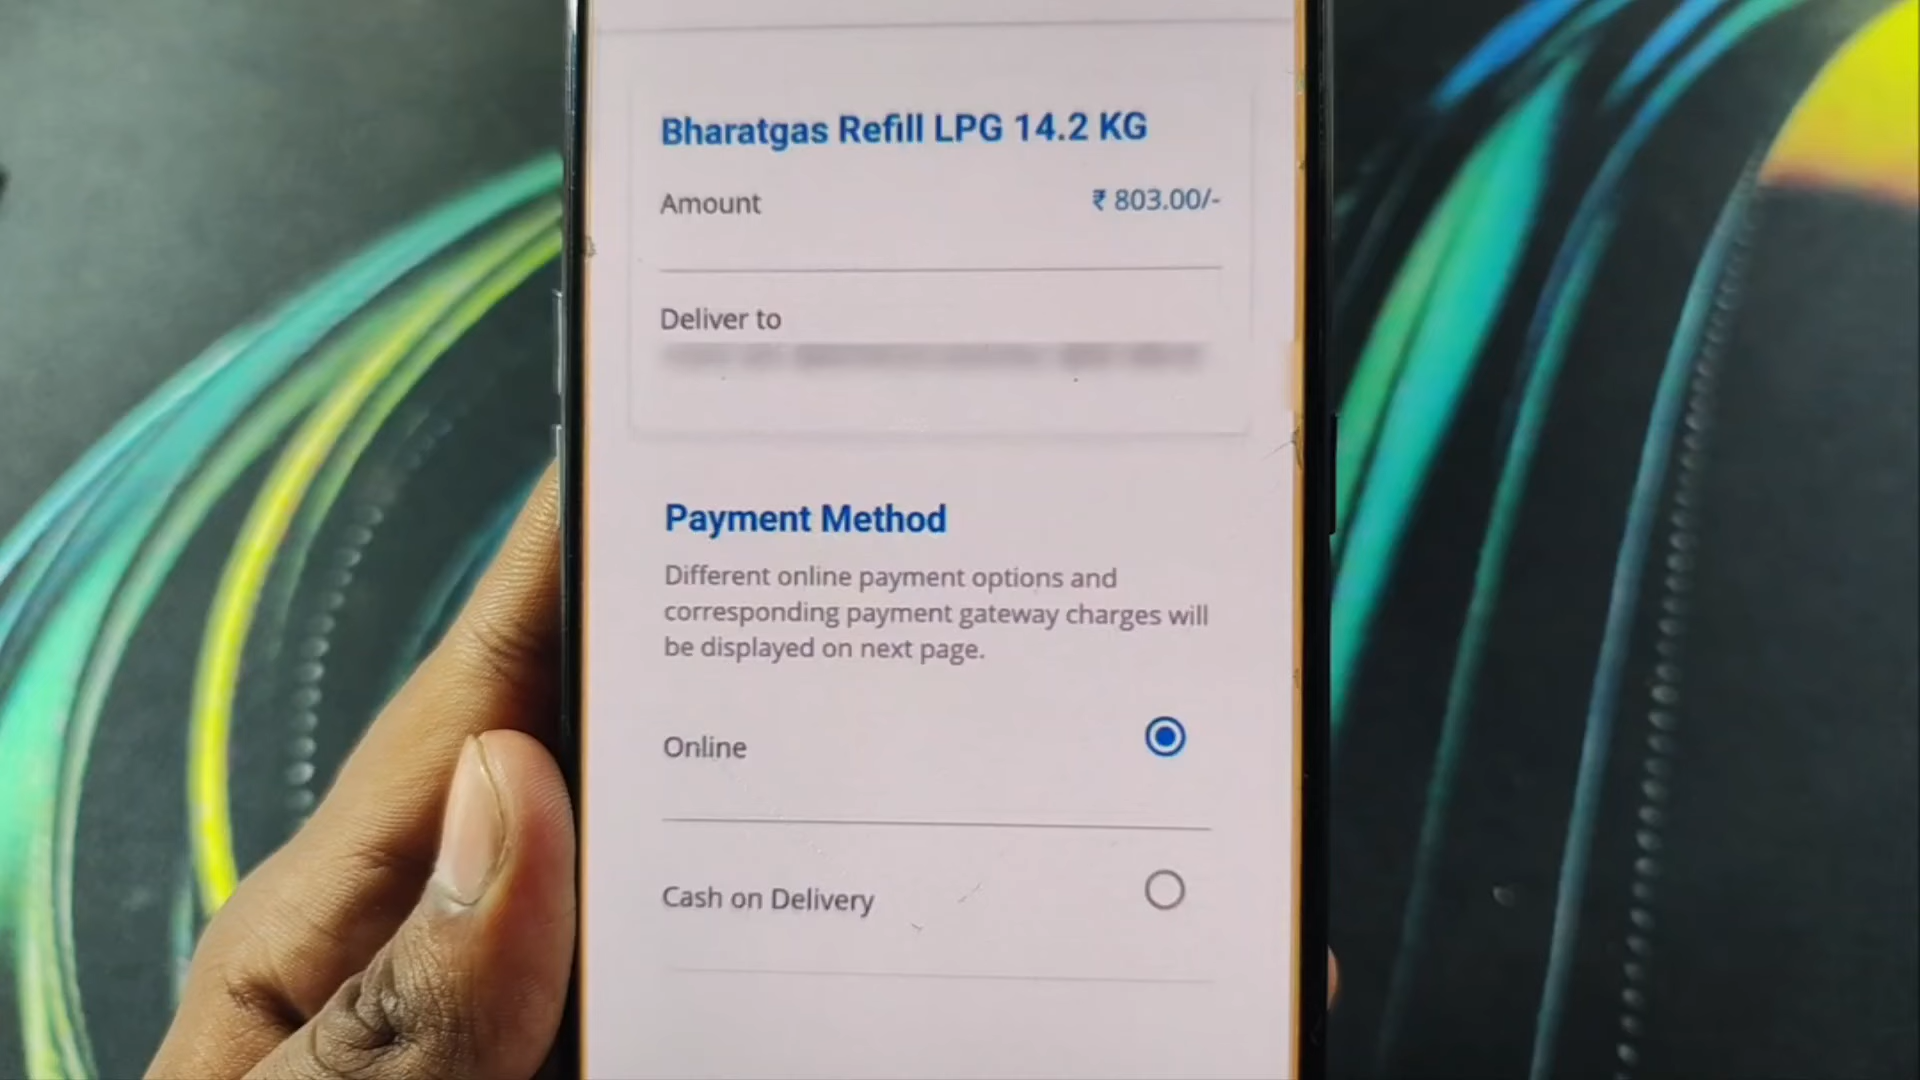 Bharatgas Refill LPG 14.2 KG
Amount ₹ 803.00/-
Deliver to
Payment Method
Different online payment options and
corresponding payment gateway charges will
be displayed on next page.
Online
Cash on Delivery